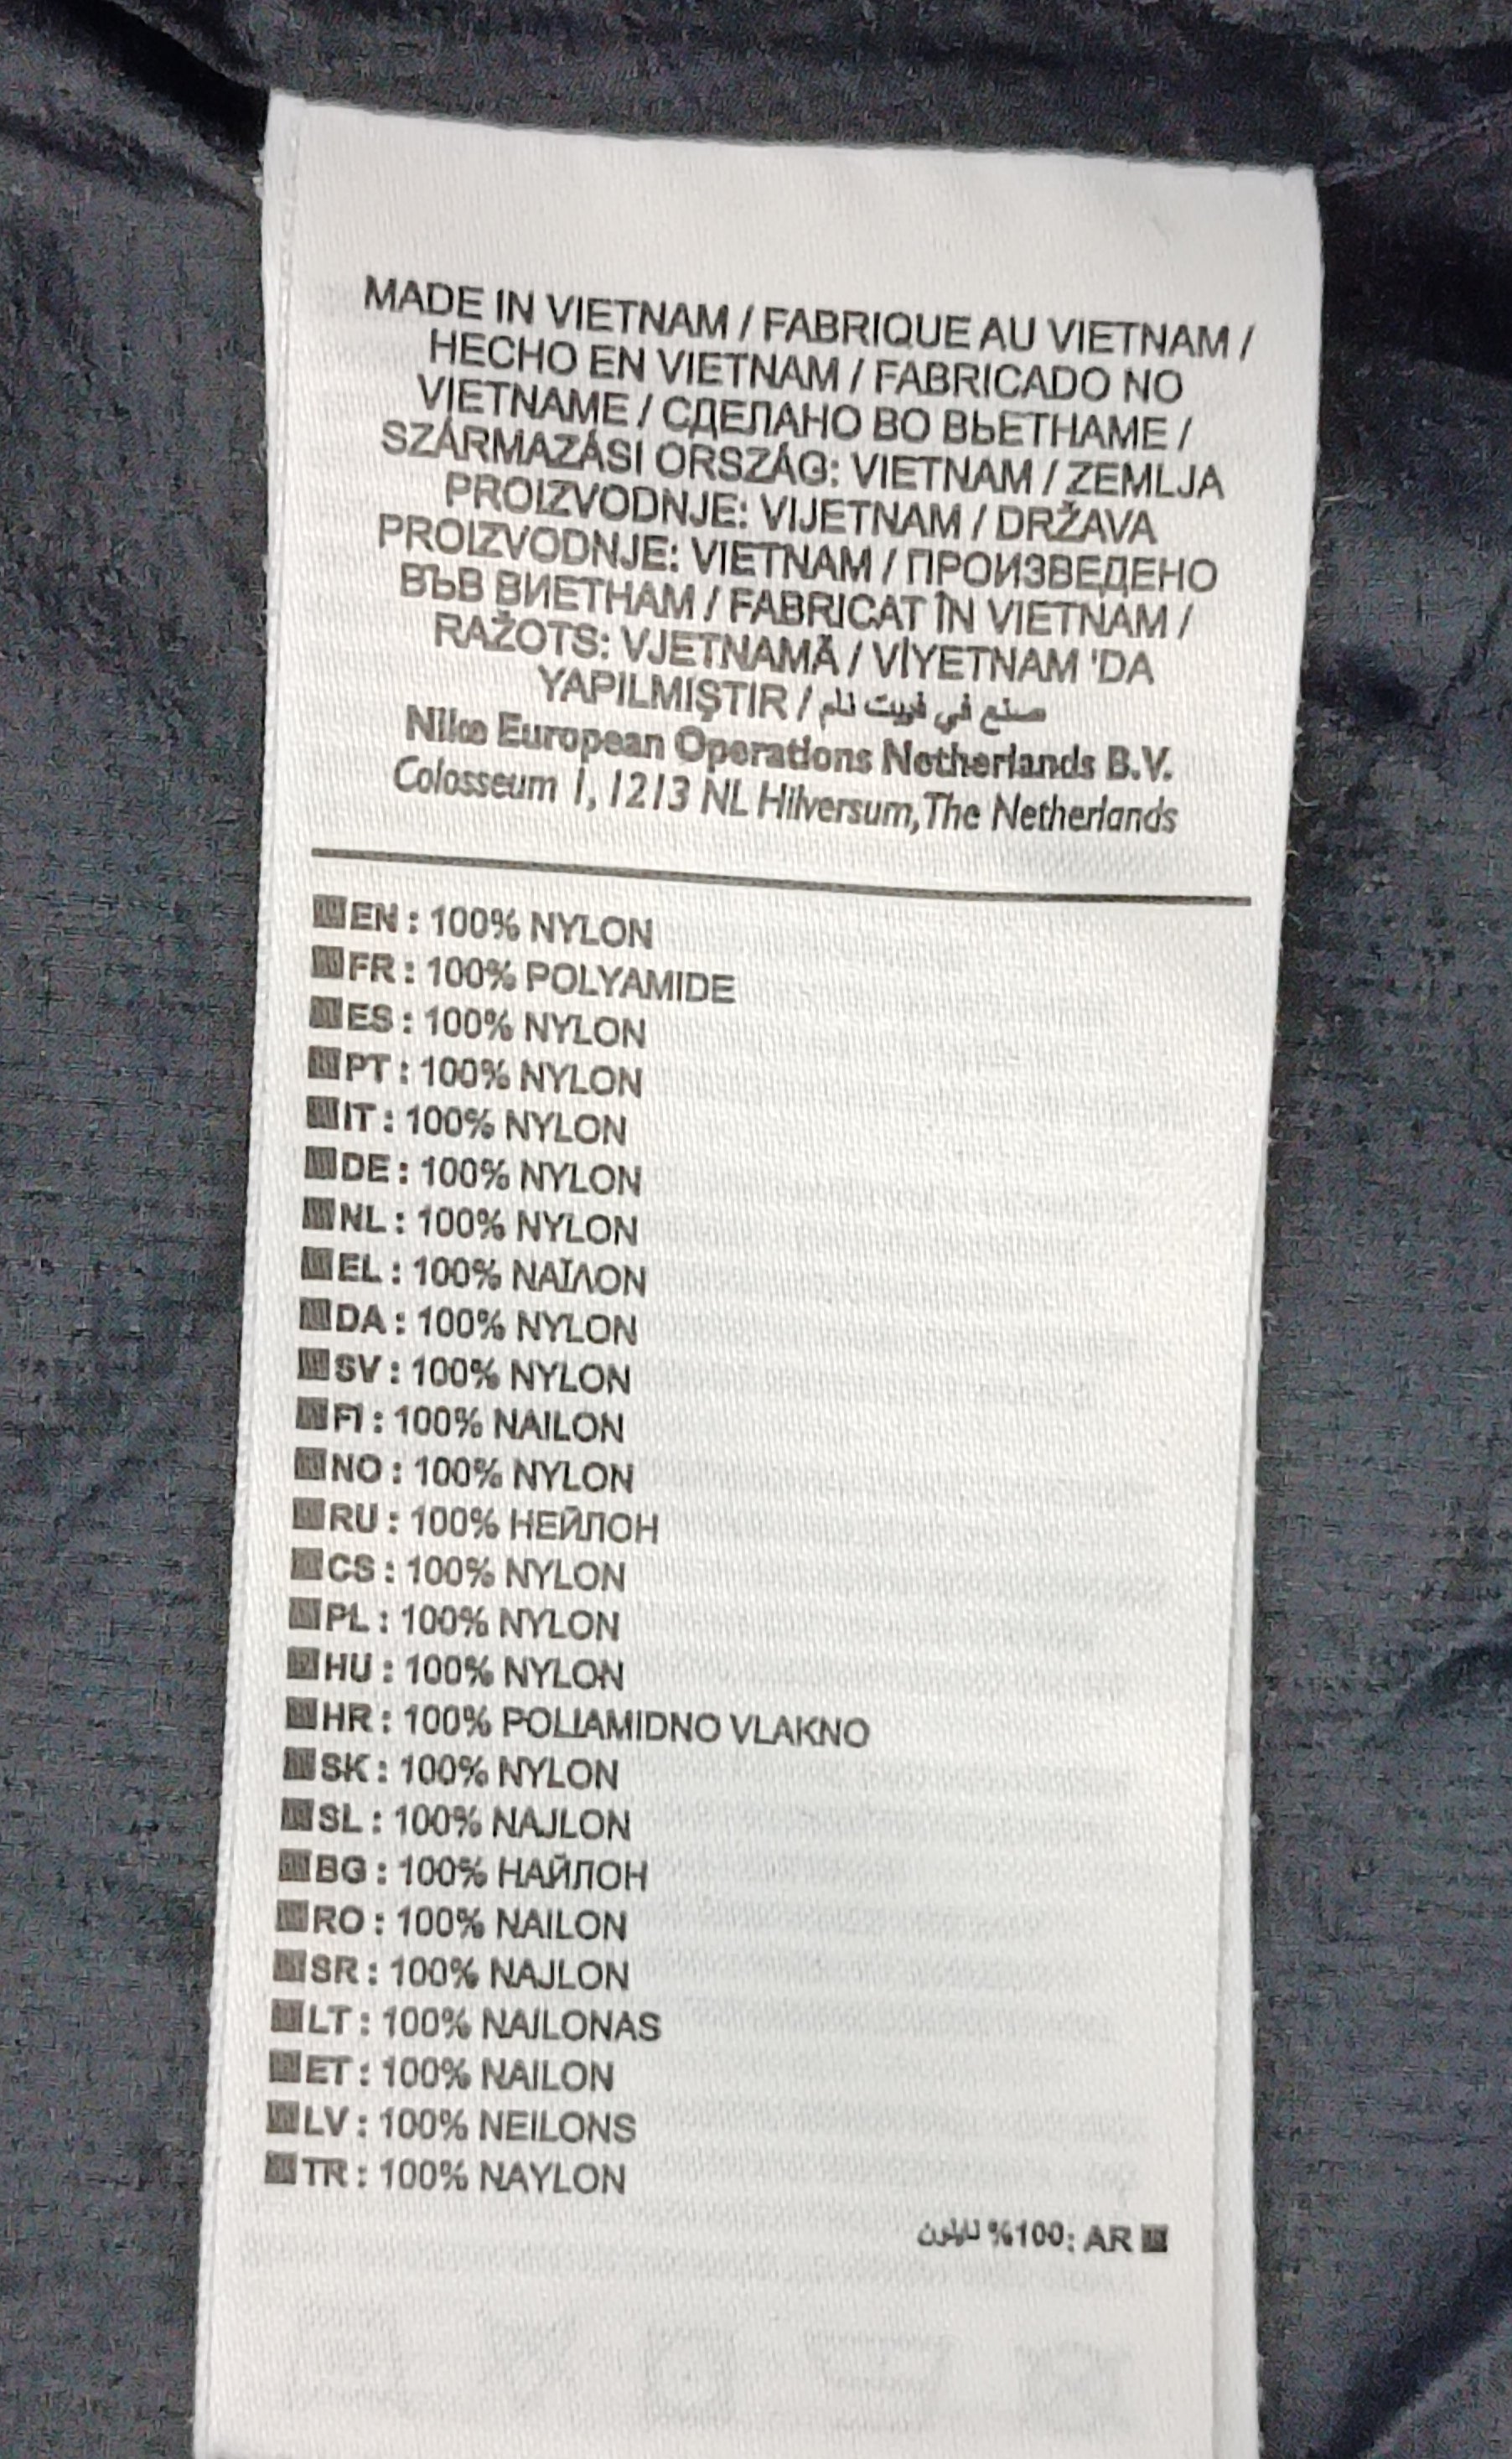 MADE IN VIETNAM / FABRIQUE AU VIETNAM /
HECHO EN VIETNAM / FABRICADO NO
VIETNAME / СДЕЛАНО ВО ВЬЕТНАМЕ /
SZÁRMAZÁSI ORSZÁG: VIETNAM / ZEMLJA
PROIZVODNJE: VIJETNAM / DRŽAVA
PROIZVODNJE: VIETNAM / ПРОИЗВЕДЕНО
ВЪВ ВИЕТНАМ / FABRICAT ÎN VIETNAM /
RAŽOTS: VJETNAMĀ / VİYETNAM 'DA
YAPILMIŞTIR / صنع في فييت نام
Nike European Operations Netherlands B.V.
Colosseum 1, 1213 NL Hilversum, The Netherlands
EN : 100% NYLON
FR : 100% POLYAMIDE
ES : 100% NYLON
PT : 100% NYLON
IT : 100% NYLON
DE : 100% NYLON
NL : 100% NYLON
EL : 100% ΝΑΪΛΟΝ
DA : 100% NYLON
SV : 100% NYLON
FI : 100% NAILON
NO : 100% NYLON
RU : 100% НЕЙЛОН
CS : 100% NYLON
PL : 100% NYLON
HU : 100% NYLON
HR : 100% POLIAMIDNO VLAKNO
SK : 100% NYLON
SL : 100% NAJLON
BG : 100% НАЙЛОН
RO : 100% NAILON
SR : 100% NAJLON
LT : 100% NAILONAS
ET : 100% NAILON
LV : 100% NEILONS
TR : 100% NAYLON
AR :100% نايلون